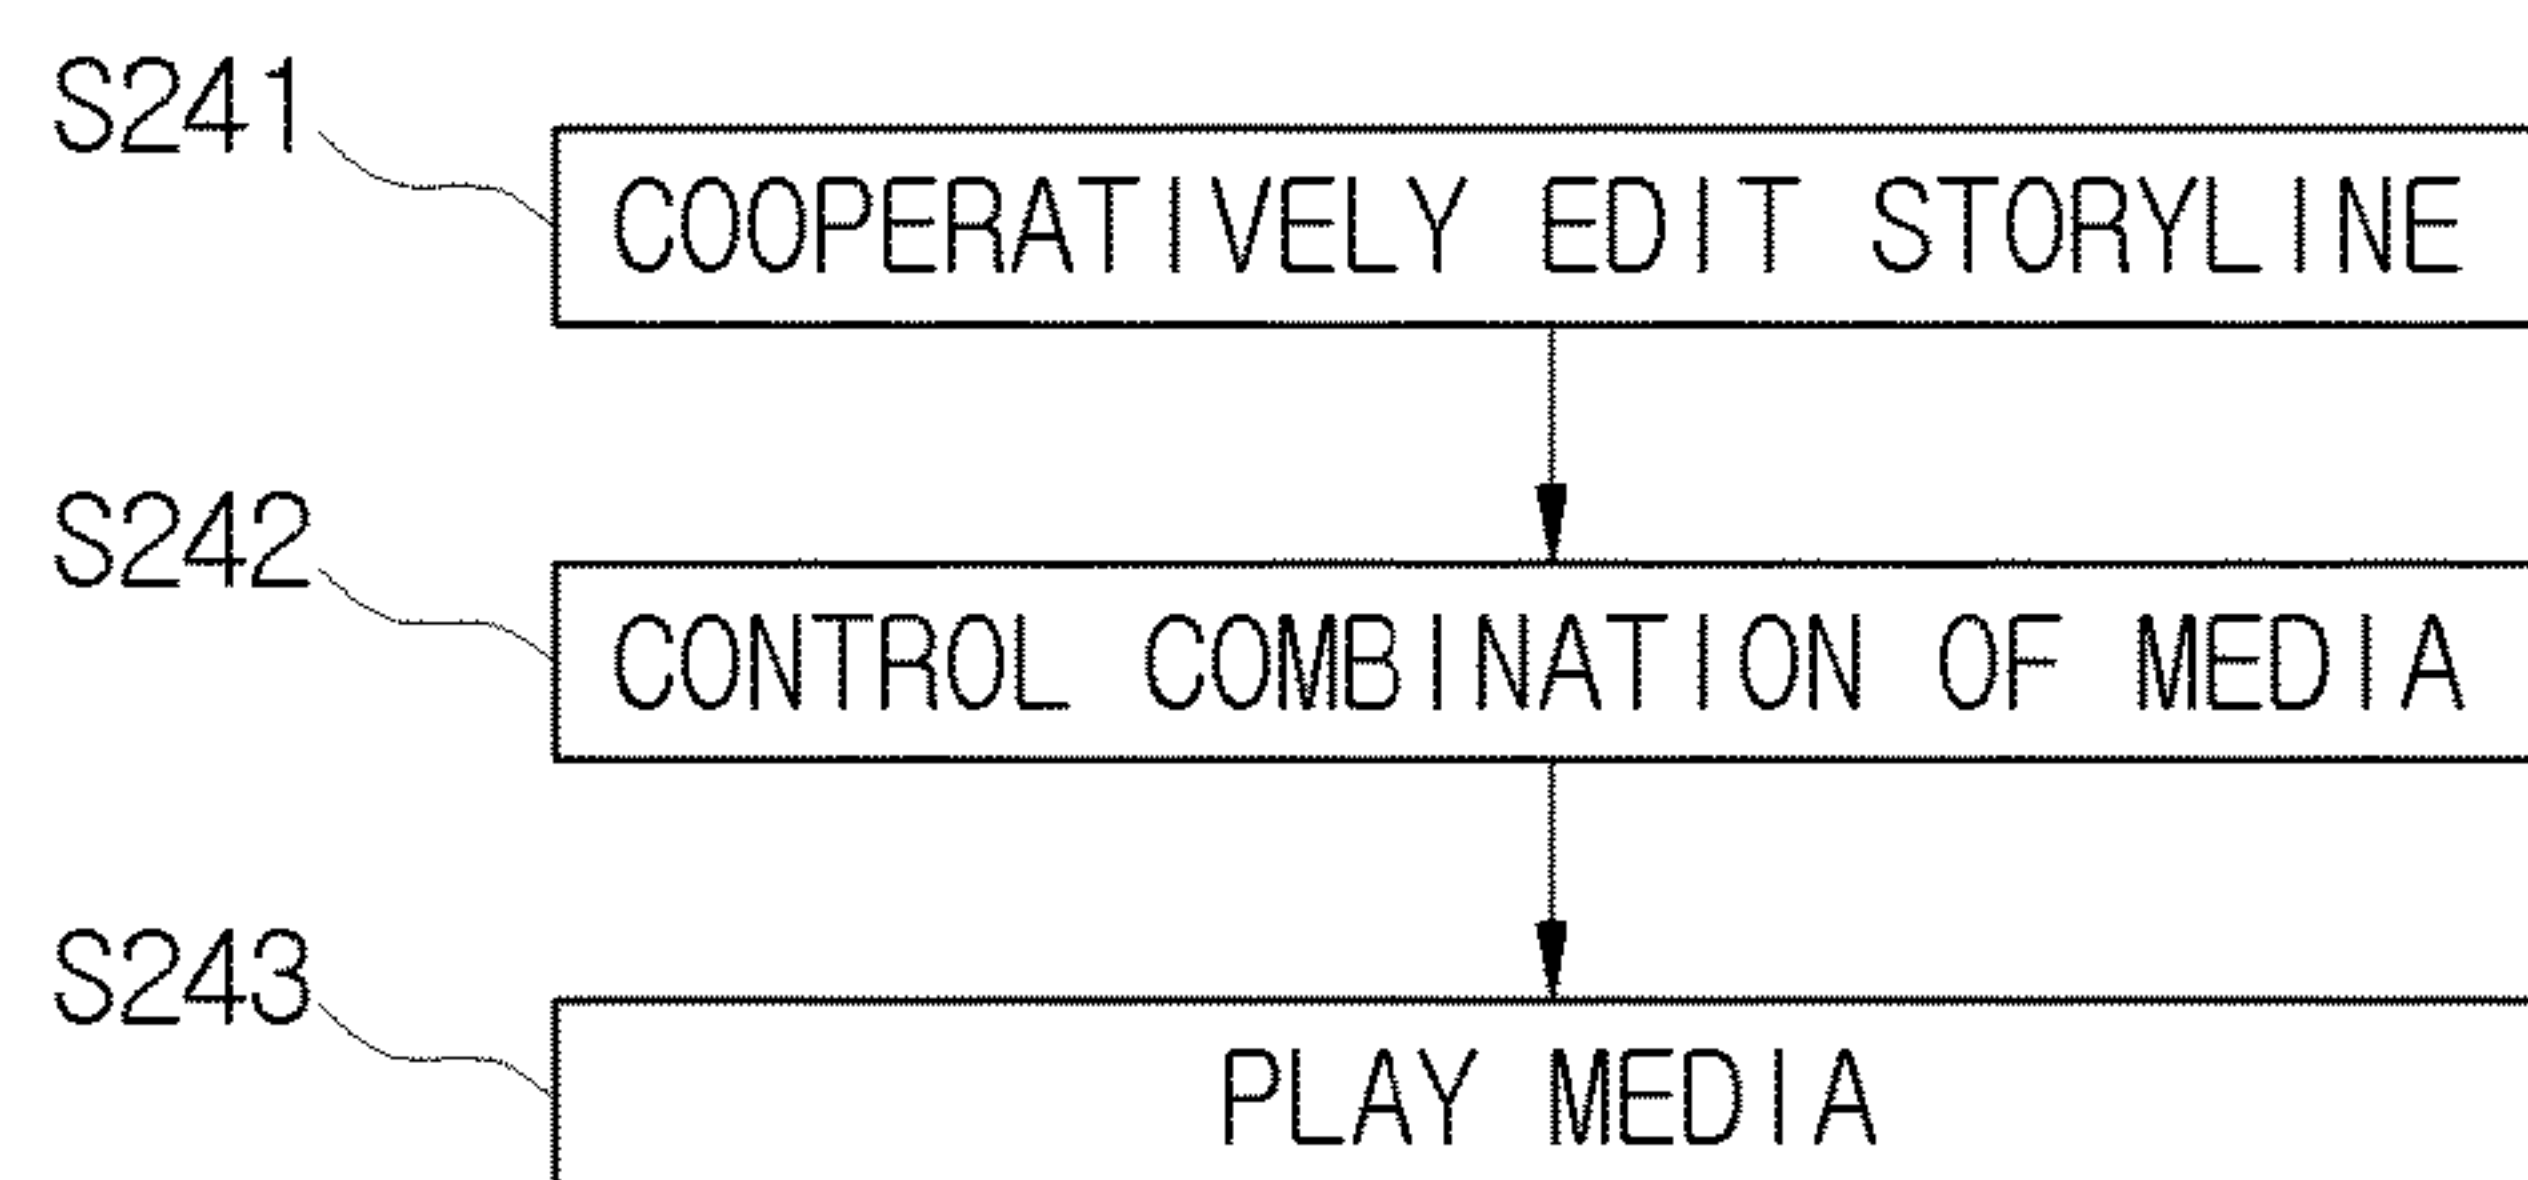 S241
COOPERATIVELY EDIT STORYLINE
S242
CONTROL COMBINATION OF MEDIA
S243
PLAY MEDIA